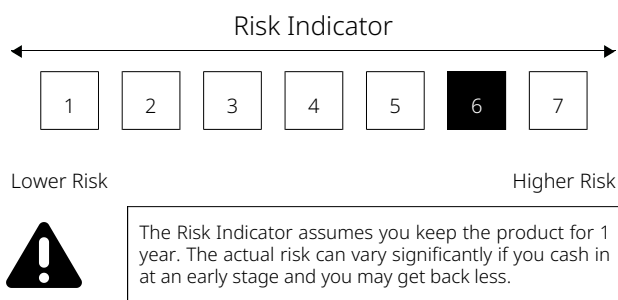 Risk Indicator
1 2 3 4 5 6 7
Lower Risk Higher Risk
The Risk Indicator assumes you keep the product for 1
year. The actual risk can vary significantly if you cash in
at an early stage and you may get back less.